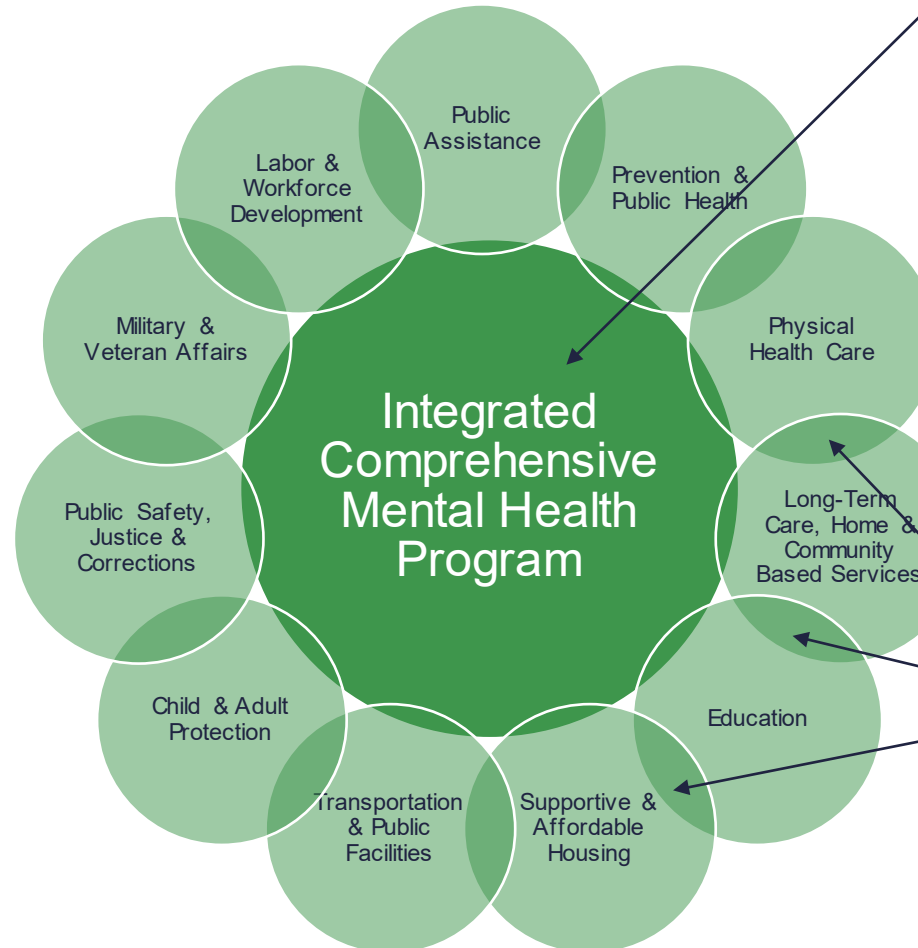 Public
Assistance
Prevention &
Public Health
Physical
Health Care
Long-Term
Care, Home &
Community
Based Services
Education
Supportive &
Affordable
Housing
Transportation
& Public
Facilities
Child & Adult
Protection
Public Safety,
Justice &
Corrections
Military &
Veteran Affairs
Labor &
Workforce
Development
Integrated
Comprehensive
Mental Health
Program